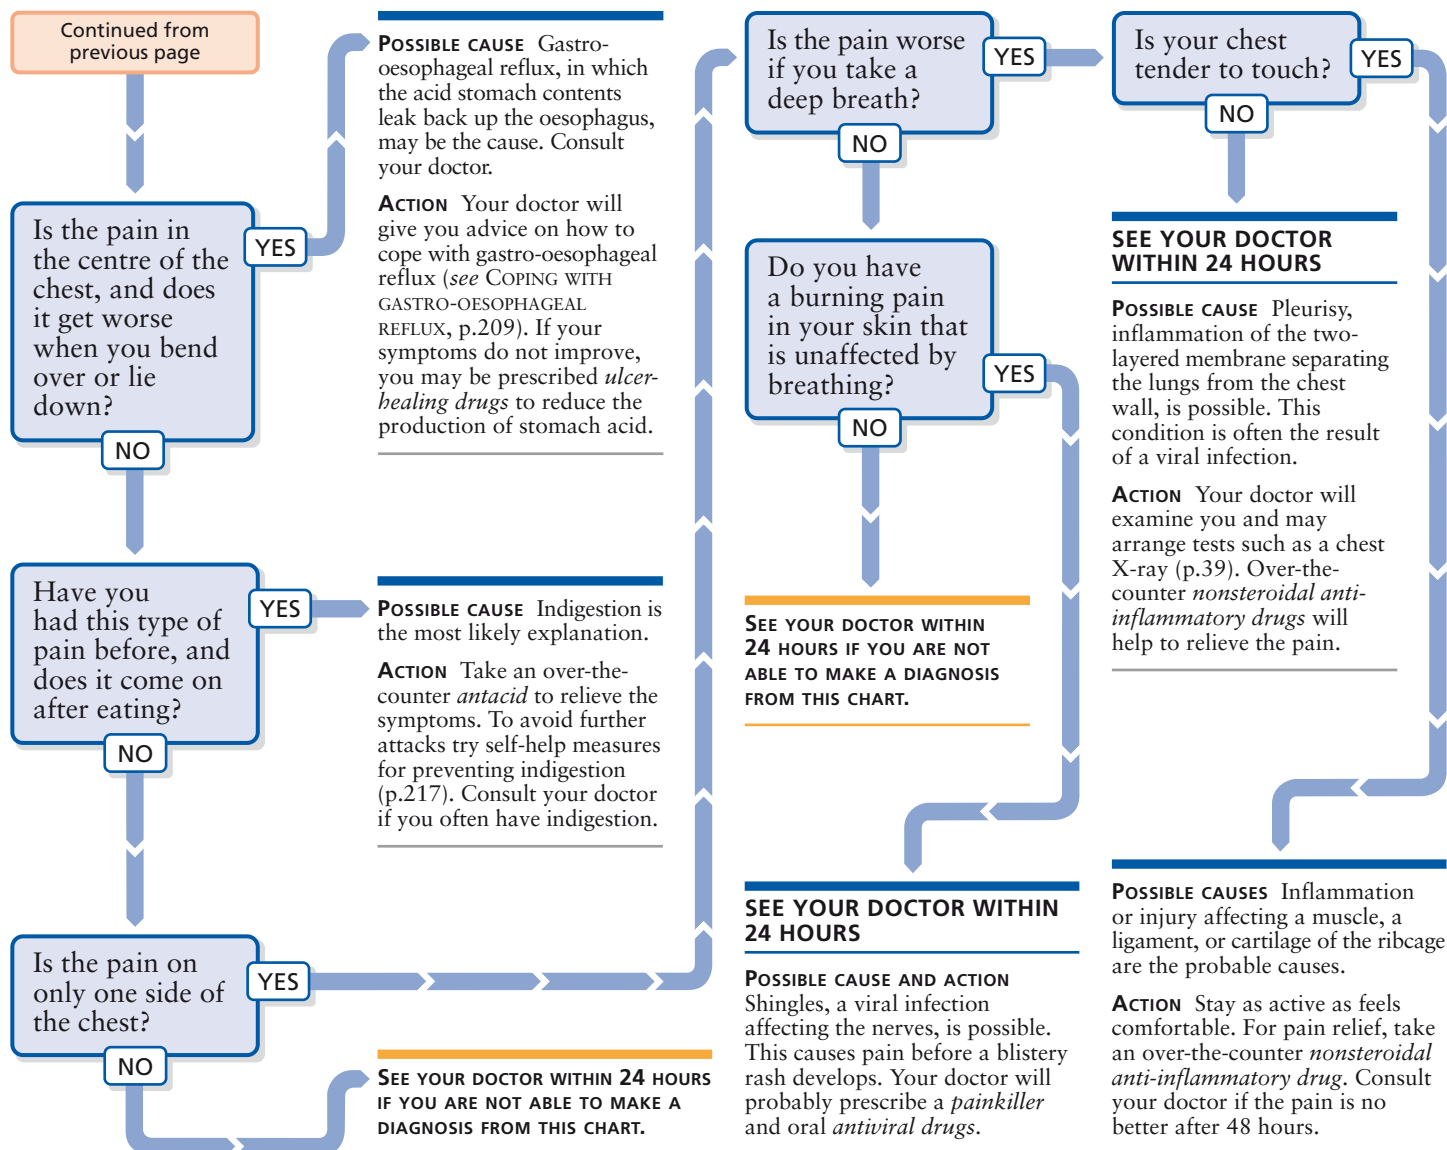 Continued from
previous page
Is the pain in
the centre of the
chest, and does
it get worse
when you bend
over or lie
down?
YES
NO
POSSIBLE CAUSE Gastro-
oesophageal reflux, in which
the acid stomach contents
leak back up the oesophagus,
may be the cause. Consult
your doctor.
ACTION Your doctor will
give you advice on how to
cope with gastro-oesophageal
reflux (see COPING WITH
GASTRO-OESOPHAGEAL
REFLUX, p.209). If your
symptoms do not improve,
you may be prescribed ulcer-
healing drugs to reduce the
production of stomach acid.
Have you
had this type of
pain before, and
does it come on
after eating?
YES
NO
POSSIBLE CAUSE Indigestion is
the most likely explanation.
ACTION Take an over-the-
counter antacid to relieve the
symptoms. To avoid further
attacks try self-help measures
for preventing indigestion
(p.217). Consult your doctor
if you often have indigestion.
Is the pain on
only one side of
the chest?
YES
NO
SEE YOUR DOCTOR WITHIN 24 HOURS
IF YOU ARE NOT ABLE TO MAKE A
DIAGNOSIS FROM THIS CHART.
Is the pain worse
if you take a
deep breath?
YES
NO
Do you have
a burning pain
in your skin that
is unaffected by
breathing?
YES
NO
SEE YOUR DOCTOR WITHIN
24 HOURS IF YOU ARE NOT
ABLE TO MAKE A DIAGNOSIS
FROM THIS CHART.
SEE YOUR DOCTOR WITHIN
24 HOURS
POSSIBLE CAUSE AND ACTION
Shingles, a viral infection
affecting the nerves, is possible.
This causes pain before a blistery
rash develops. Your doctor will
probably prescribe a painkiller
and oral antiviral drugs.
Is your chest
tender to touch?
YES
NO
SEE YOUR DOCTOR
WITHIN 24 HOURS
POSSIBLE CAUSE Pleurisy,
inflammation of the two-
layered membrane separating
the lungs from the chest
wall, is possible. This
condition is often the result
of a viral infection.
ACTION Your doctor will
examine you and may
arrange tests such as a chest
X-ray (p.39). Over-the-
counter nonsteroidal anti-
inflammatory drugs will
help to relieve the pain.
POSSIBLE CAUSES Inflammation
or injury affecting a muscle, a
ligament, or cartilage of the ribcage
are the probable causes.
ACTION Stay as active as feels
comfortable. For pain relief, take
an over-the-counter nonsteroidal
anti-inflammatory drug. Consult
your doctor if the pain is no
better after 48 hours.